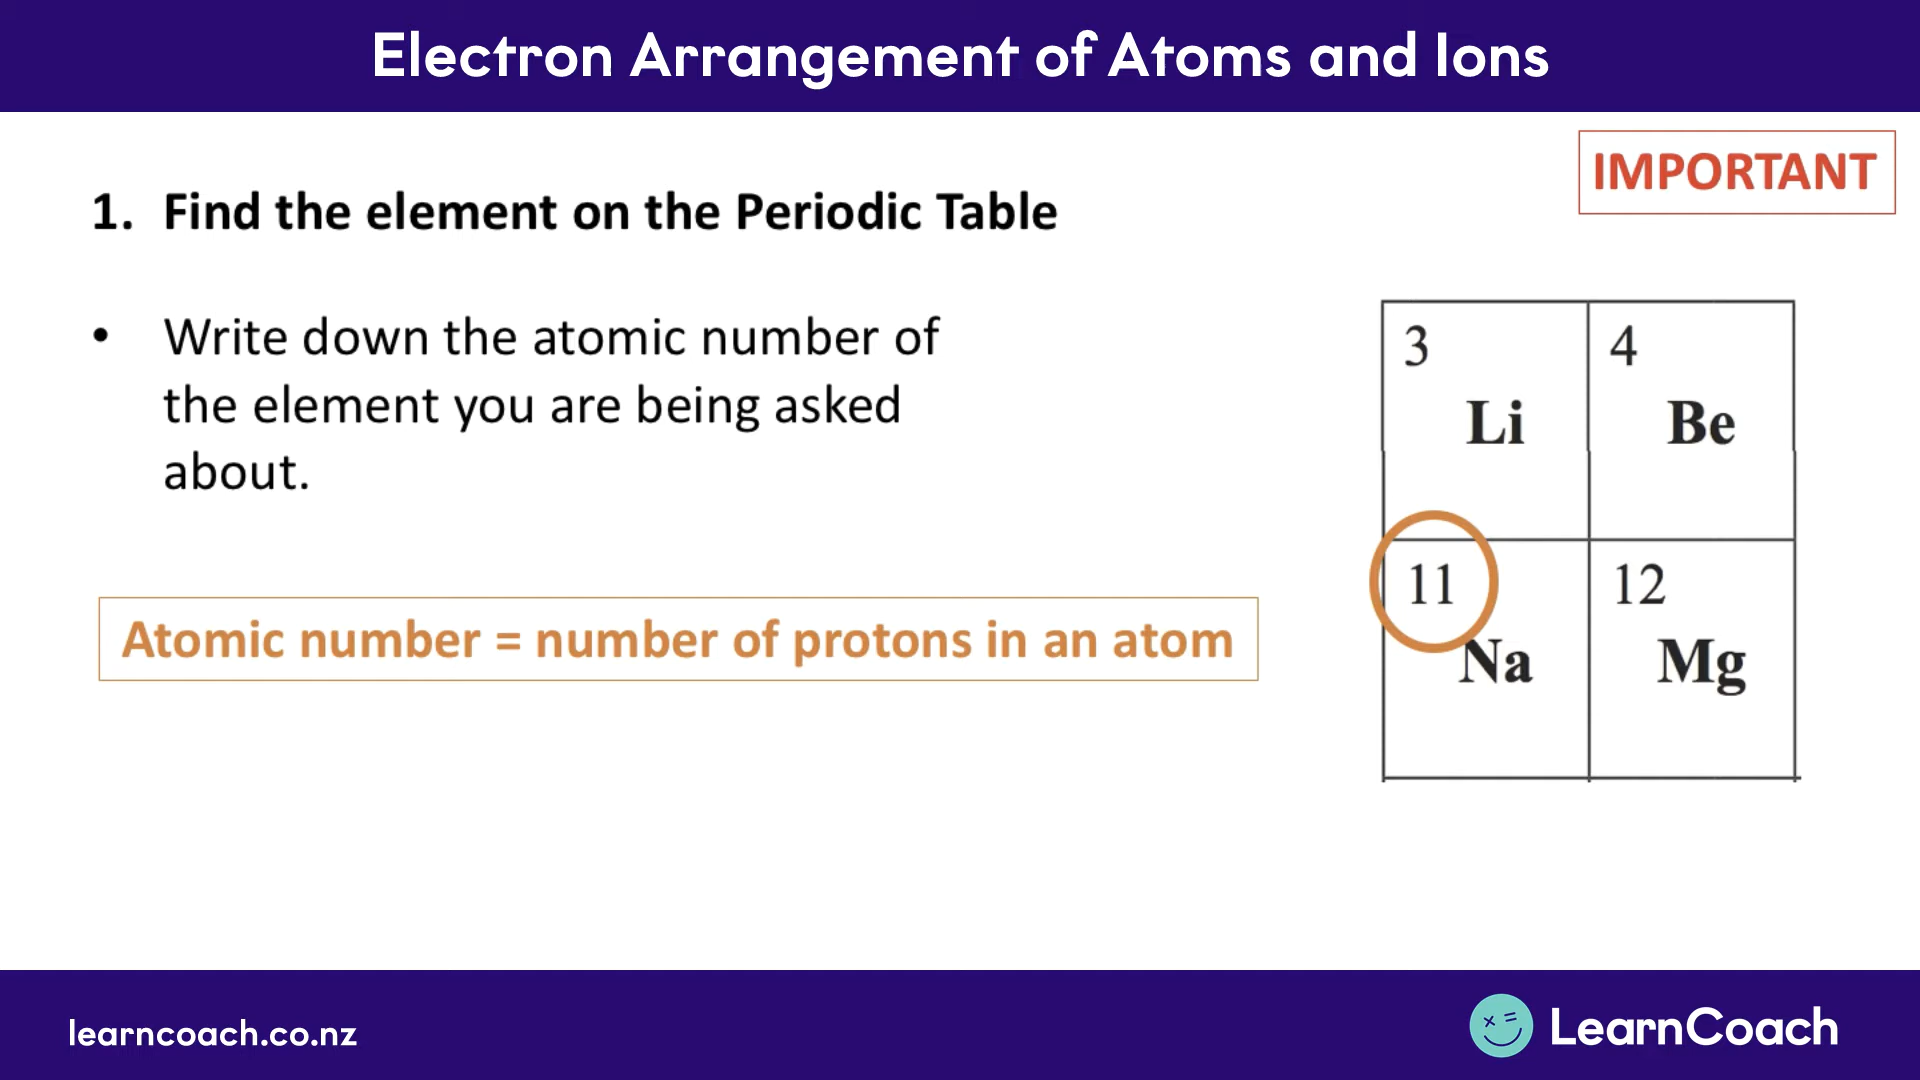 Electron Arrangement of Atoms and Ions
IMPORTANT
1. Find the element on the Periodic Table
• Write down the atomic number of
the element you are being asked
about.
Atomic number = number of protons in an atom
3 4
Li Be
11 12
Na Mg
learncoach.co.nz
LearnCoach